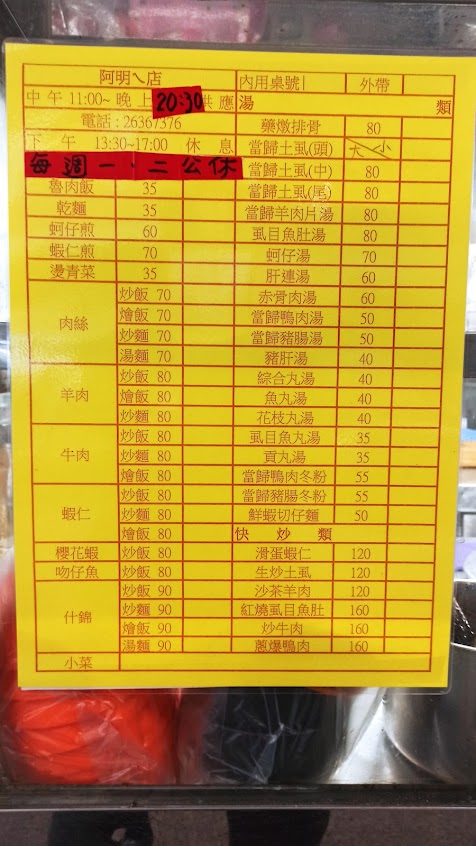 阿明ㄟ店 內用桌號 外帶
中午11:00~晚上20:30供應 湯類
電話:26367376 藥燉排骨 80
下午 13:30-17:00 休息 當歸土虱(頭) 大/小
每週一、二公休 當歸土虱(中) 80
魯肉飯 35 當歸土虱(尾) 80
乾麵 35 當歸羊肉片湯 80
蚵仔煎 60 虱目魚肚湯 80
蝦仁煎 70 蚵仔湯 70
燙青菜 35 肝連湯 60
肉絲 炒飯 70 赤骨肉湯 60
燴飯 70 當歸鴨肉湯 50
炒麵 70 當歸豬腸湯 50
湯麵 70 豬肝湯 40
羊肉 炒飯 80 綜合丸湯 40
燴飯 80 魚丸湯 40
炒麵 80 花枝丸湯 40
牛肉 炒飯 80 虱目魚丸湯 35
炒麵 80 貢丸湯 35
燴飯 80 當歸鴨肉冬粉 55
蝦仁 炒飯 80 當歸豬腸冬粉 55
炒麵 80 鮮蝦切仔麵 50
燴飯 80 快炒類
櫻花蝦 炒飯 80 滑蛋蝦仁 120
吻仔魚 炒飯 80 生炒土虱 120
什錦 炒飯 90 沙茶羊肉 120
炒麵 90 紅燒虱目魚肚 160
燴飯 90 炒牛肉 160
湯麵 90 蔥爆鴨肉 160
小菜